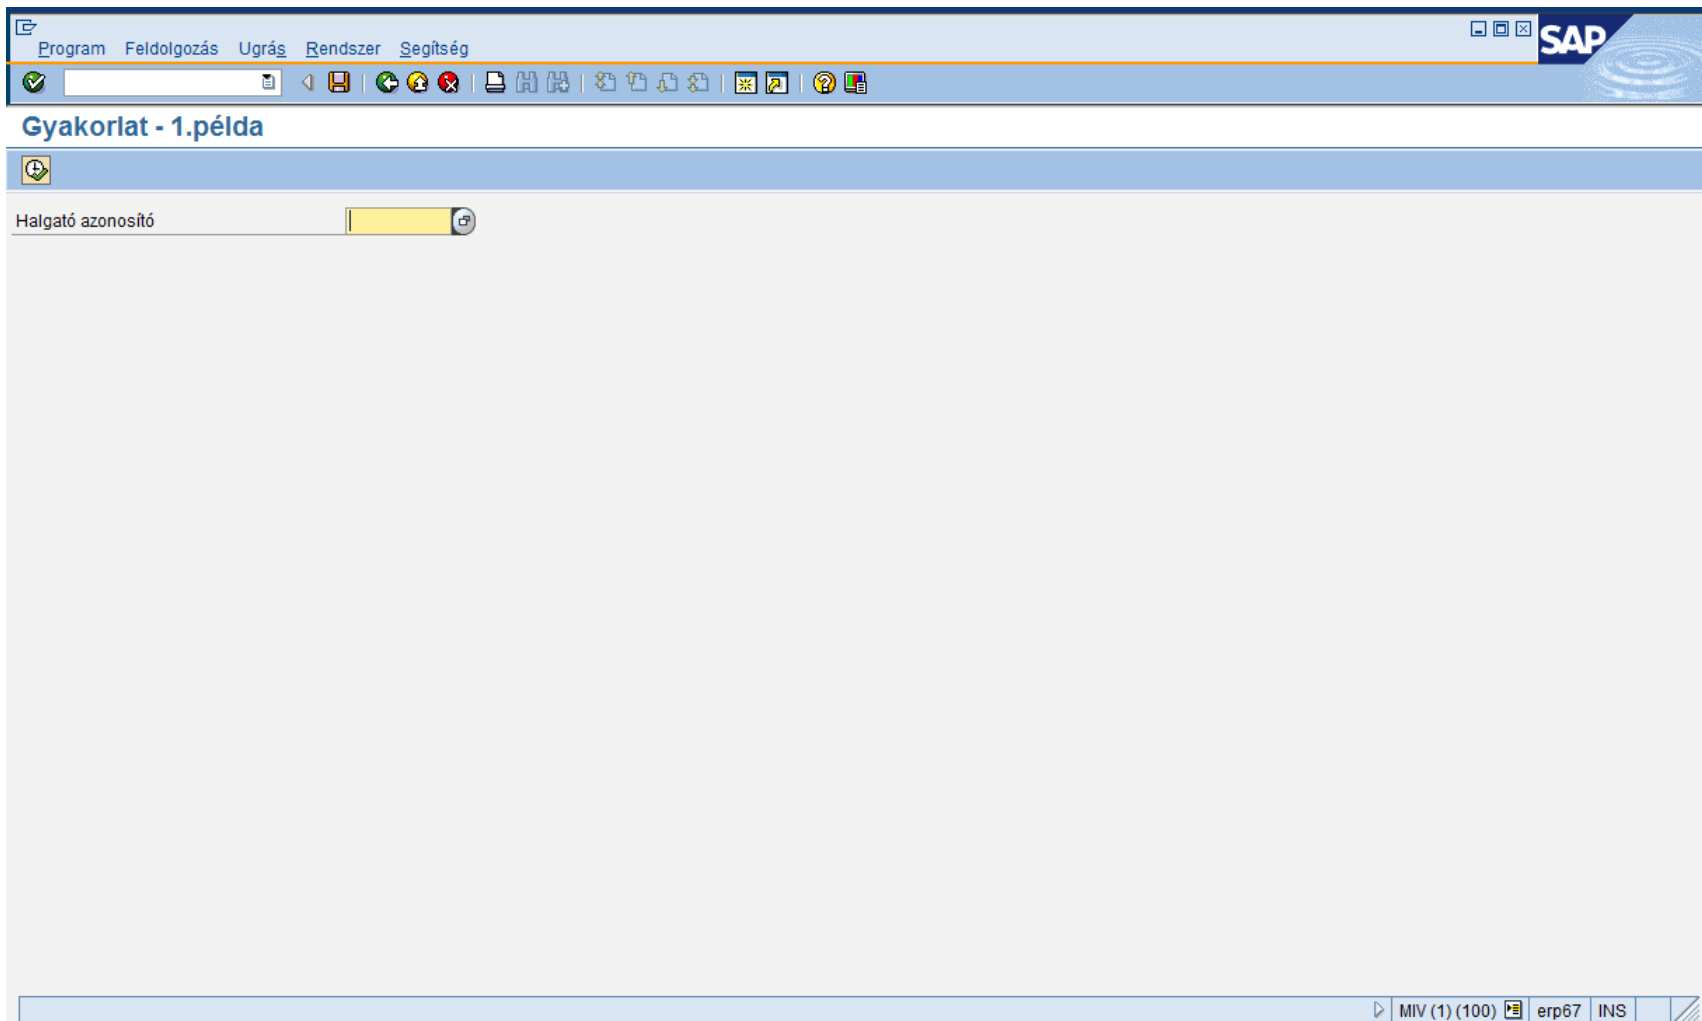 SAP
Program Feldolgozás Ugrás Rendszer Segítség
Gyakorlat - 1.példa
Halgató azonosító
MIV (1) (100) erp67 INS